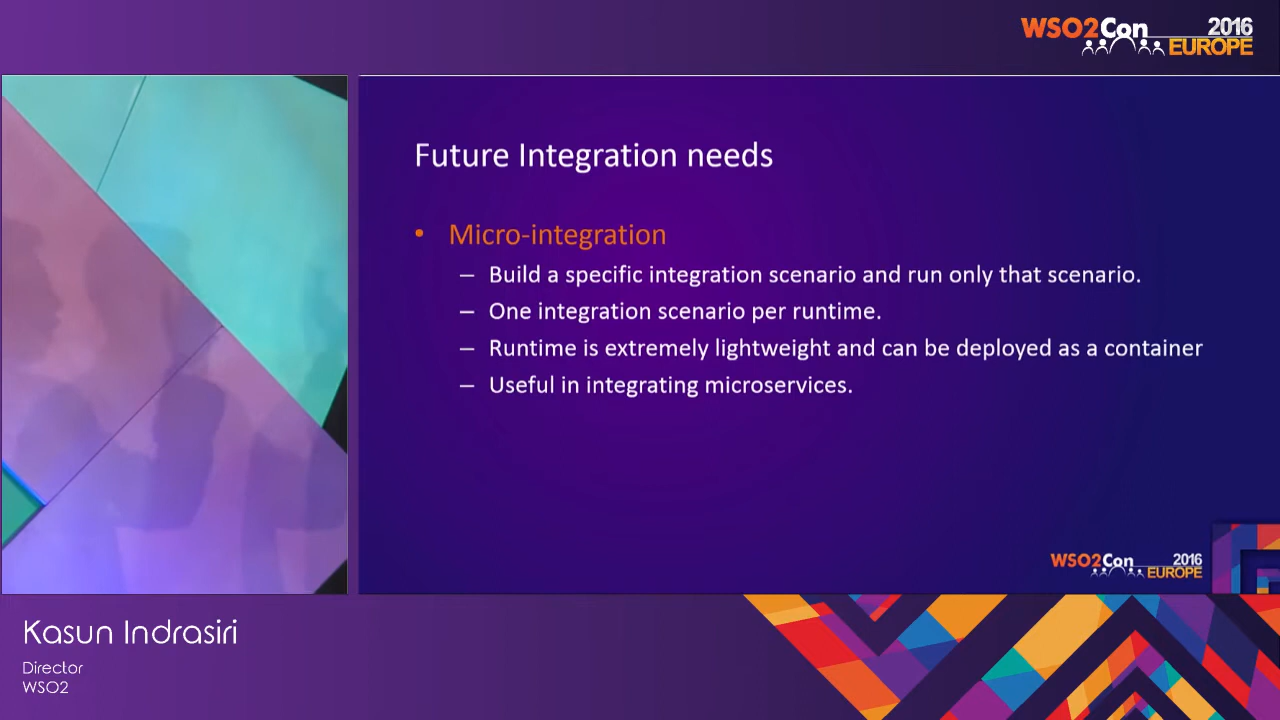 WSO2Con 2016
EUROPE
Future Integration needs
• Micro-integration
– Build a specific integration scenario and run only that scenario.
– One integration scenario per runtime.
– Runtime is extremely lightweight and can be deployed as a container
– Useful in integrating microservices.
WSO2Con 2016
EUROPE
Kasun Indrasiri
Director
WSO2